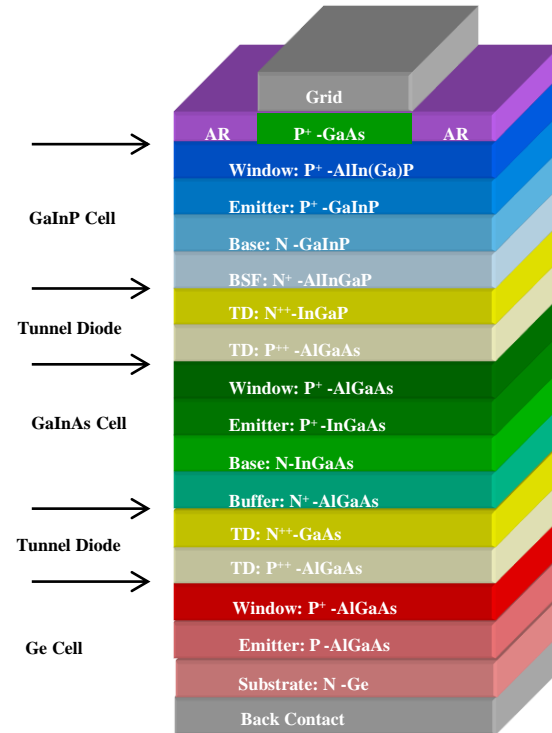 Grid
AR P⁺ -GaAs AR
Window: P⁺ -AlIn(Ga)P
Emitter: P⁺ -GaInP
GaInP Cell
Base: N -GaInP
BSF: N⁺ -AlInGaP
TD: N⁺⁺-InGaP
Tunnel Diode
TD: P⁺⁺ -AlGaAs
Window: P⁺ -AlGaAs
GaInAs Cell
Emitter: P⁺ -InGaAs
Base: N-InGaAs
Buffer: N⁺ -AlGaAs
TD: N⁺⁺-GaAs
Tunnel Diode
TD: P⁺⁺ -AlGaAs
Window: P⁺ -AlGaAs
Emitter: P -AlGaAs
Ge Cell
Substrate: N -Ge
Back Contact